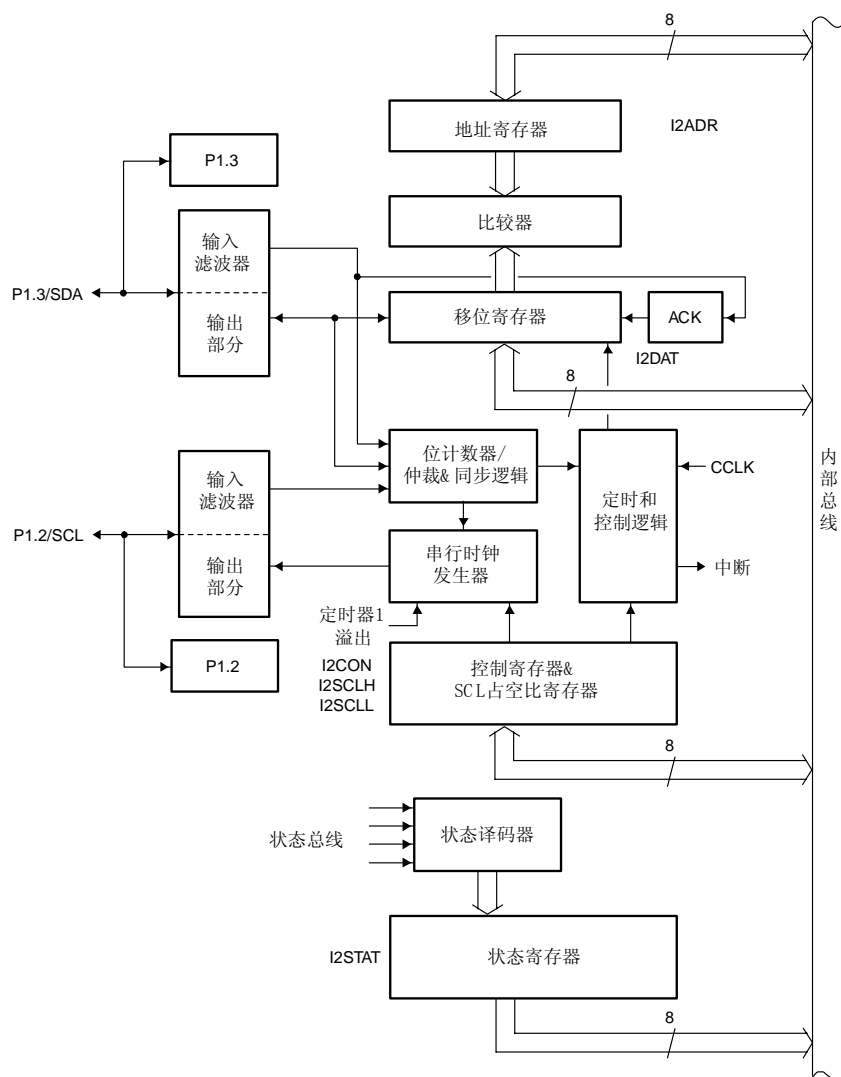 8
地址寄存器
I2ADR
P1.3
比较器
输入
滤波器
P1.3/SDA
输出
部分
移位寄存器
ACK
I2DAT
8
位计数器/
仲裁& 同步逻辑
输入
滤波器
CCLK
定时和
控制逻辑
内部总线
P1.2/SCL
输出
部分
串行时钟
发生器
中断
定时器1
溢出
P1.2
I2CON
I2SCLH
I2SCLL
控制寄存器&
SCL占空比寄存器
8
状态总线
状态译码器
I2STAT
状态寄存器
8